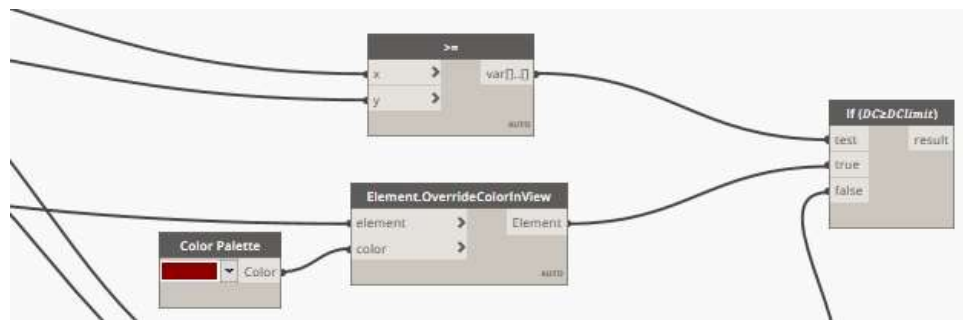 >=
x > var[]..[]
y >
AUTO
If (DC≥DClimit)
test result
true
false
Element.OverrideColorInView
element > Element
color >
AUTO
Color Palette
Color